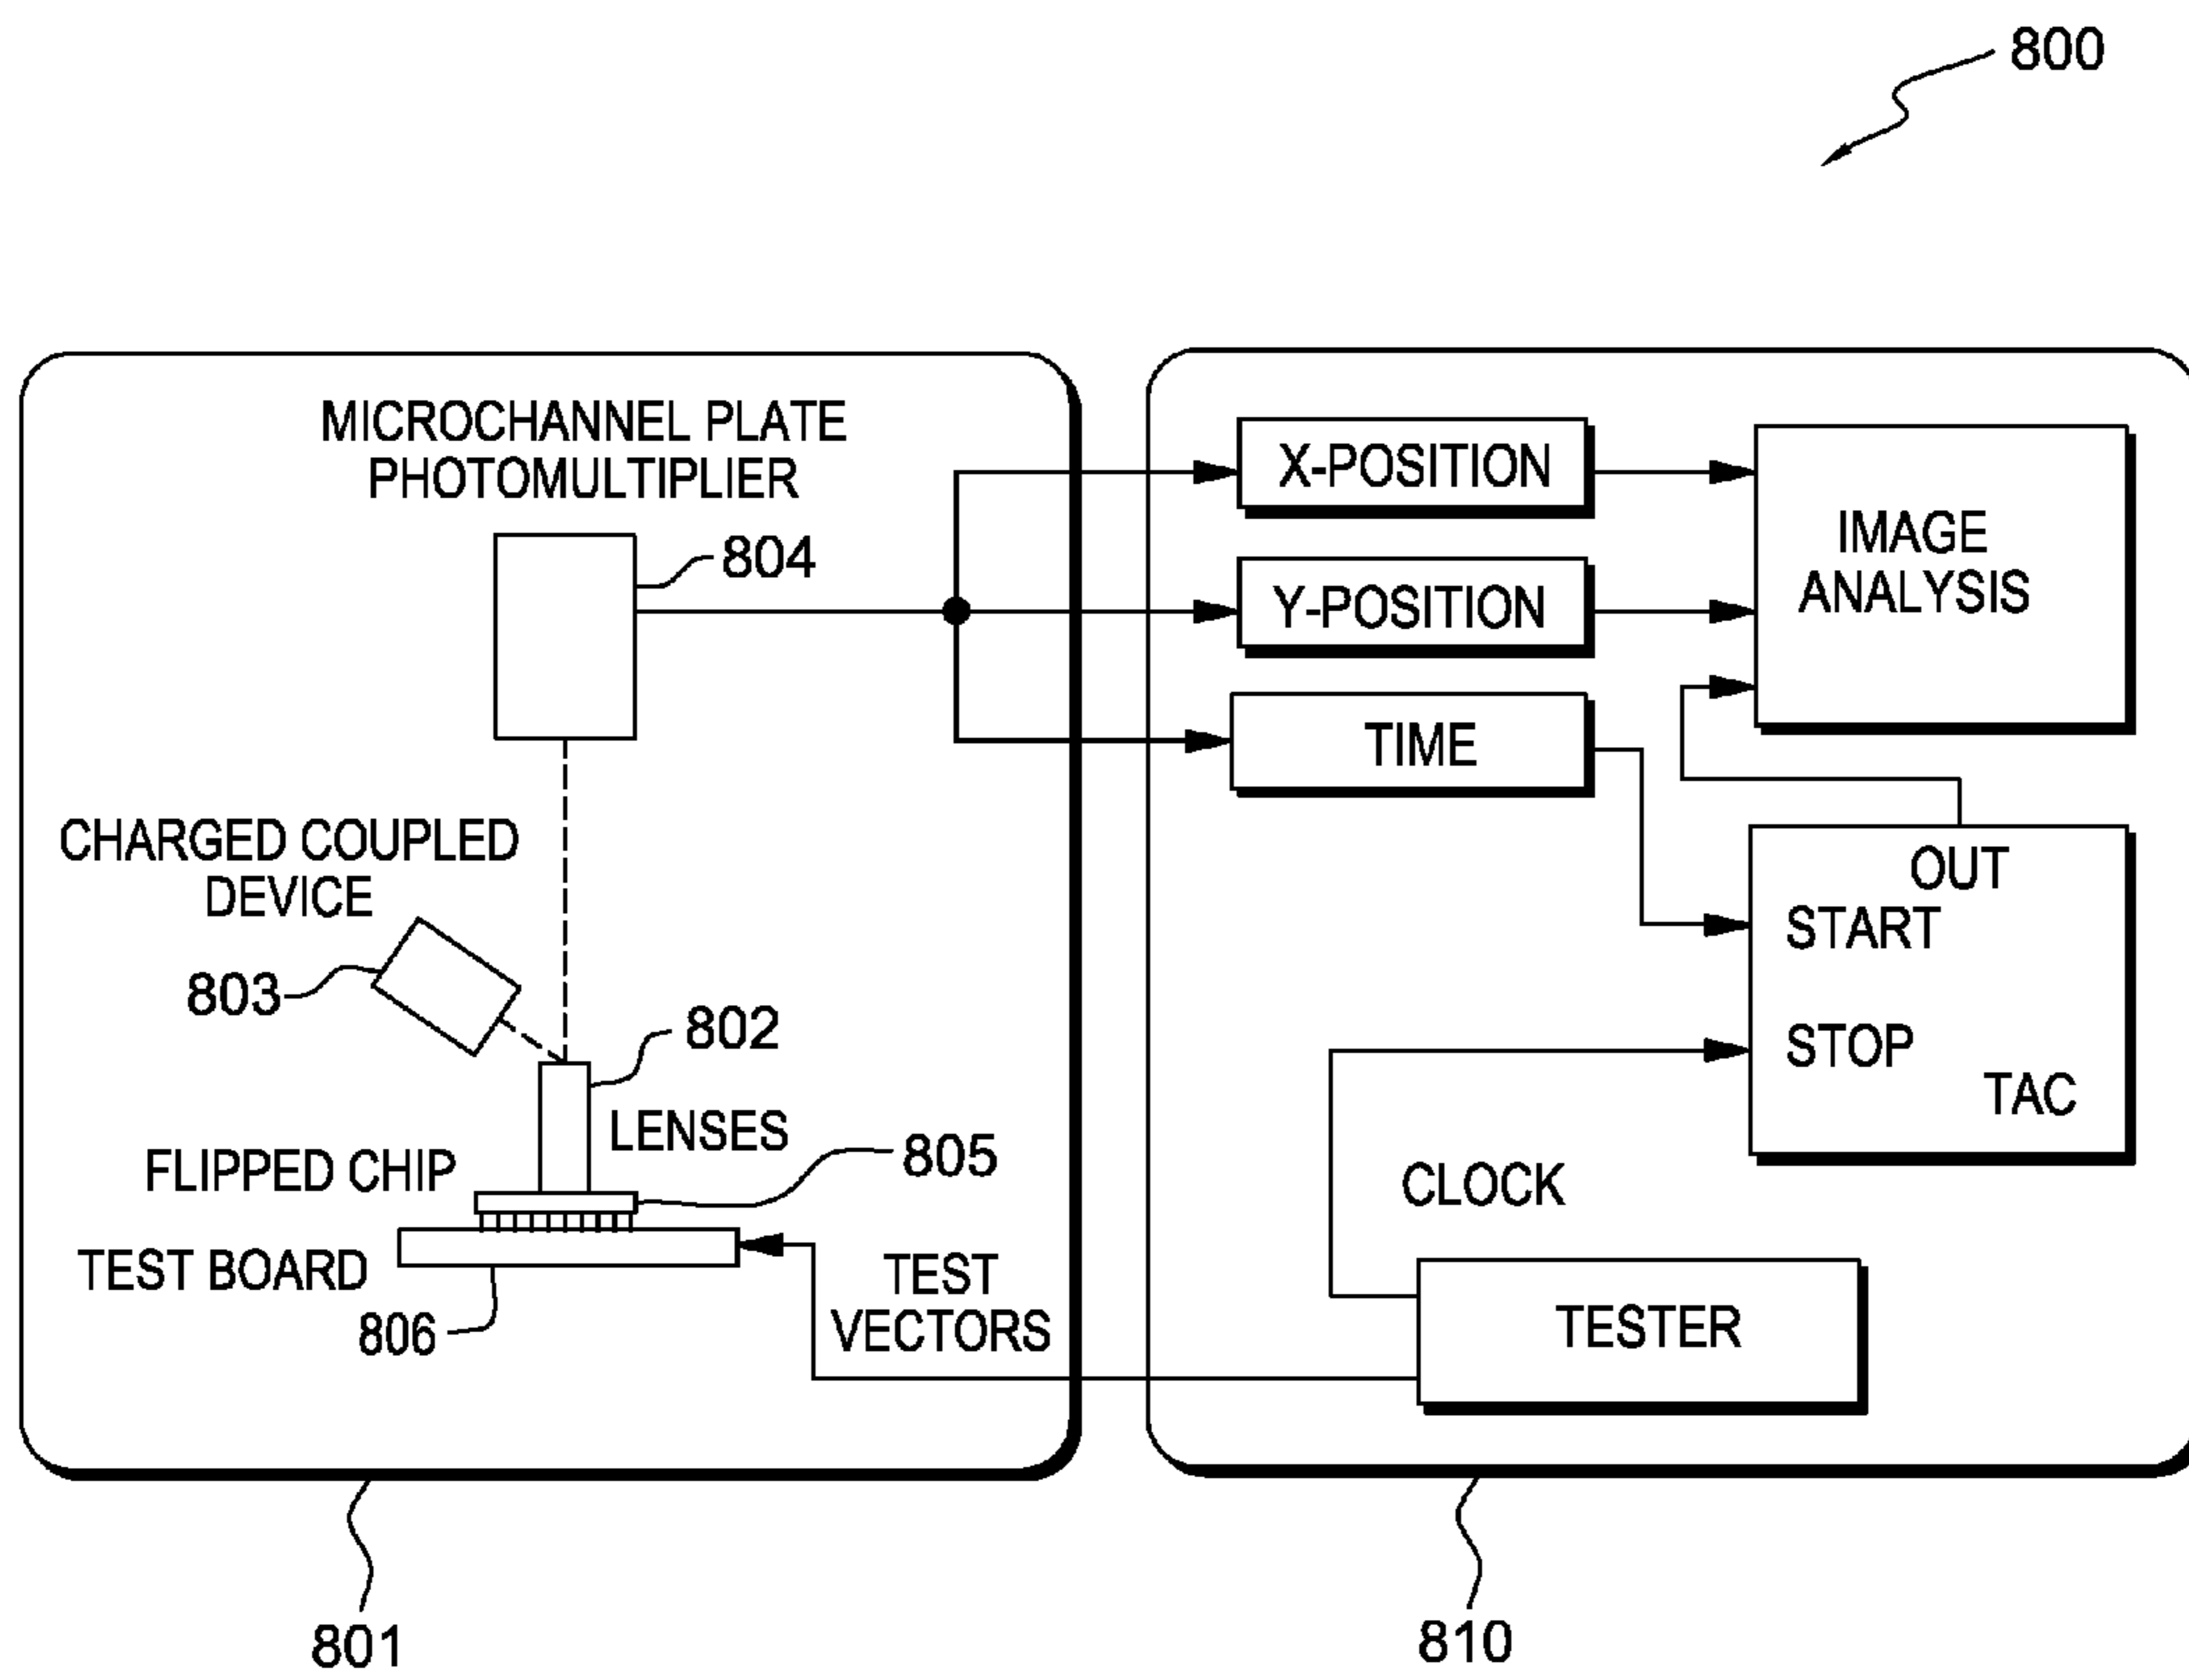 800
MICROCHANNEL PLATE
PHOTOMULTIPLIER
804
CHARGED COUPLED
DEVICE
803
802
LENSES
FLIPPED CHIP
805
TEST BOARD
806
TEST
VECTORS
801
X-POSITION
Y-POSITION
TIME
IMAGE
ANALYSIS
OUT
START
STOP
TAC
CLOCK
TESTER
810